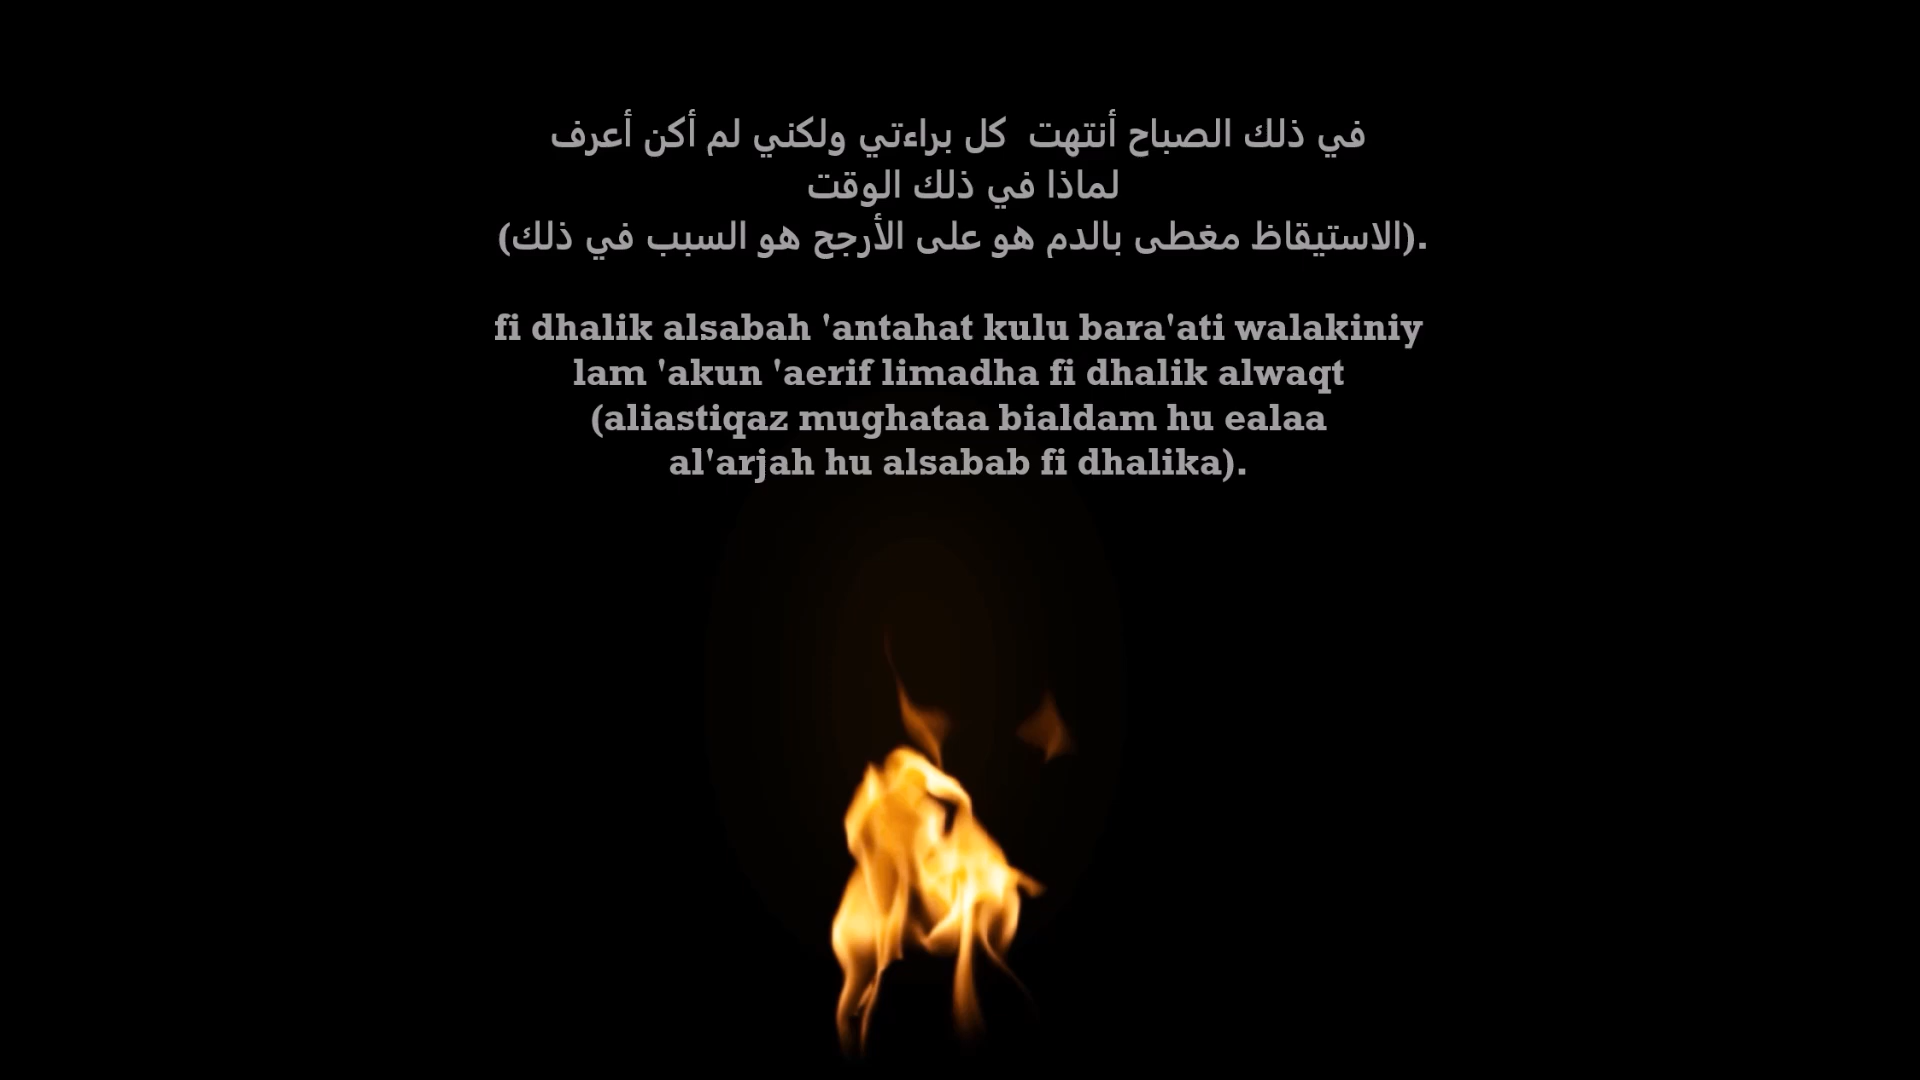 في ذلك الصباح أنتهت  كل براءتي ولكني لم أكن أعرف
لماذا في ذلك الوقت
(الاستيقاظ مغطى بالدم هو على الأرجح هو السبب في ذلك).
fi dhalik alsabah 'antahat kulu bara'ati walakiniy
lam 'akun 'aerif limadha fi dhalik alwaqt
(aliastiqaz mughataa bialdam hu ealaa
al'arjah hu alsabab fi dhalika).